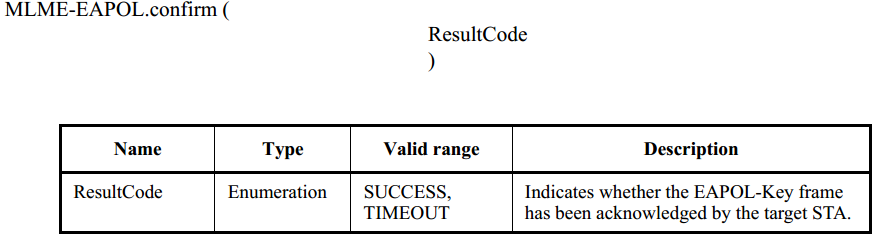 MLME-EAPOL.confirm (
ResultCode
)
Name Type Valid range Description
ResultCode Enumeration SUCCESS, Indicates whether the EAPOL-Key frame
TIMEOUT has been acknowledged by the target STA.